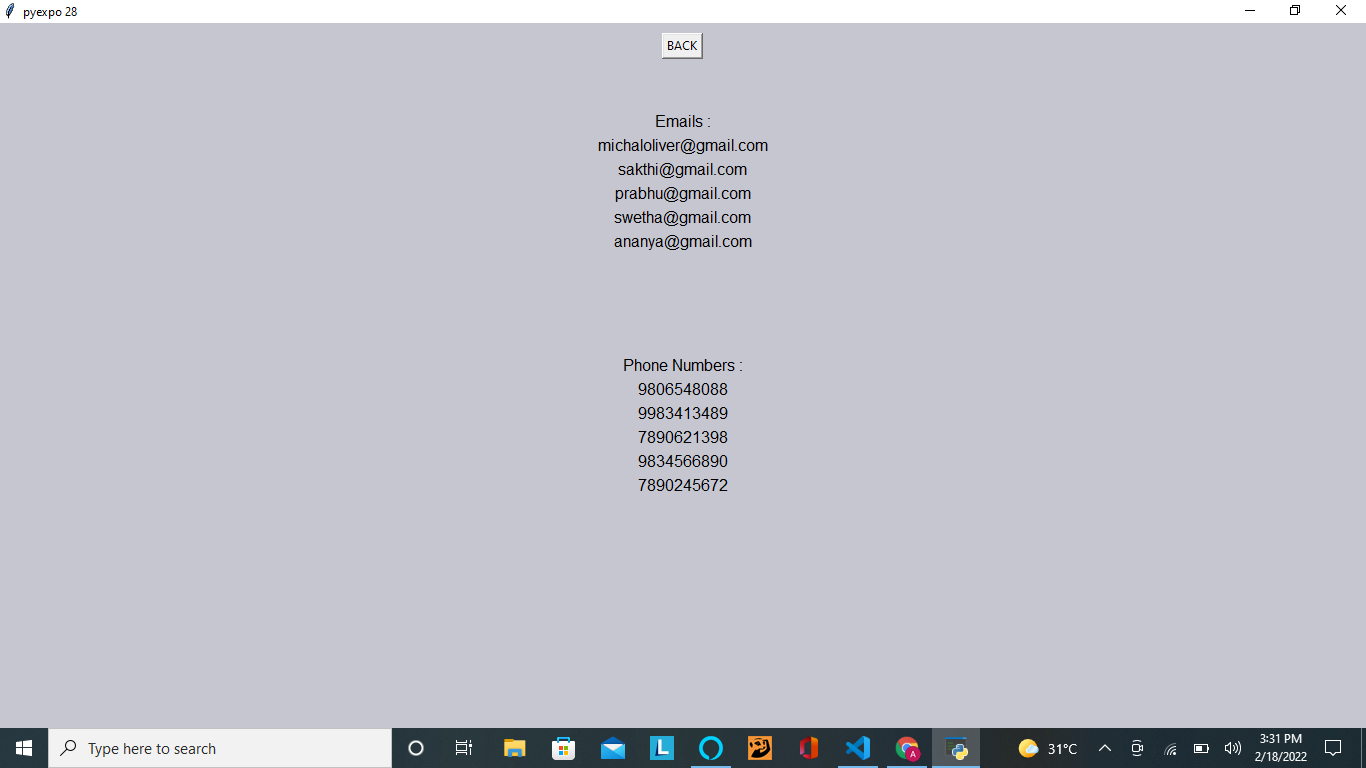 pyexpo 28
BACK
Emails :
michaloliver@gmail.com
sakthi@gmail.com
prabhu@gmail.com
swetha@gmail.com
ananya@gmail.com
Phone Numbers :
9806548088
9983413489
7890621398
9834566890
7890245672
Type here to search
L
A
31°C
3:31 PM
2/18/2022